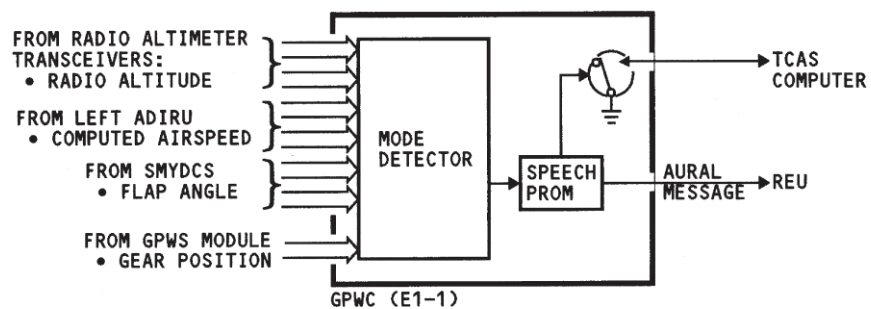 FROM RADIO ALTIMETER
TRANSCEIVERS:
• RADIO ALTITUDE
FROM LEFT ADIRU
• COMPUTED AIRSPEED
FROM SMYDCS
• FLAP ANGLE
FROM GPWS MODULE
• GEAR POSITION
MODE
DETECTOR
SPEECH
PROM
TCAS
COMPUTER
AURAL
MESSAGE
REU
GPWC (E1-1)